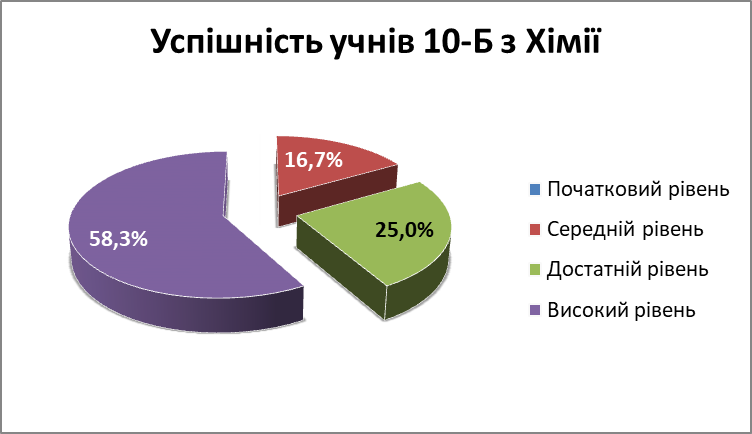 Успішність учнів 10-Б з Хімії
16,7%
58,3%
25,0%
Початковий рівень
Середній рівень
Достатній рівень
Високий рівень